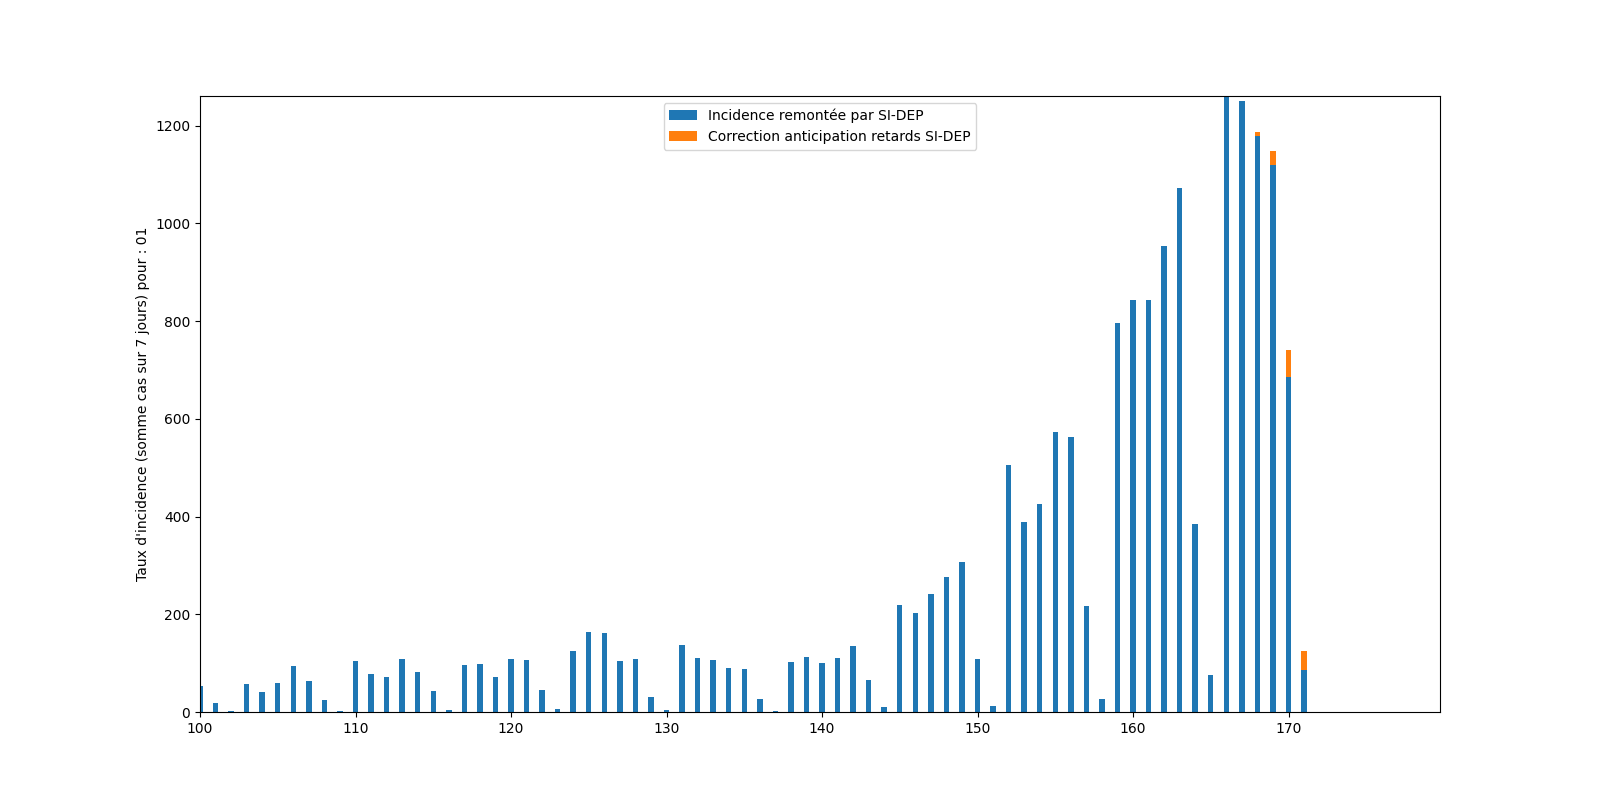 Incidence remontée par SI-DEP
Correction anticipation retards SI-DEP
Taux d'incidence (somme cas sur 7 jours) pour : 01
1200
1000
800
600
400
200
0
100 110 120 130 140 150 160 170